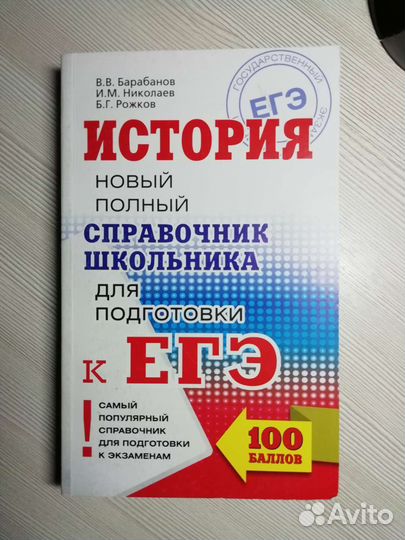 В.В. Барабанов
И.М. Николаев
Б.Г. Рожков
ГОСУДАРСТВЕННЫЙ
ЕГЭ
ИСТОРИЯ
НОВЫЙ
ПОЛНЫЙ
СПРАВОЧНИК
ШКОЛЬНИКА
ДЛЯ
ПОДГОТОВКИ
К ЕГЭ
!
САМЫЙ
ПОПУЛЯРНЫЙ
СПРАВОЧНИК
ДЛЯ ПОДГОТОВКИ
К ЭКЗАМЕНАМ
100
БАЛЛОВ
Avito